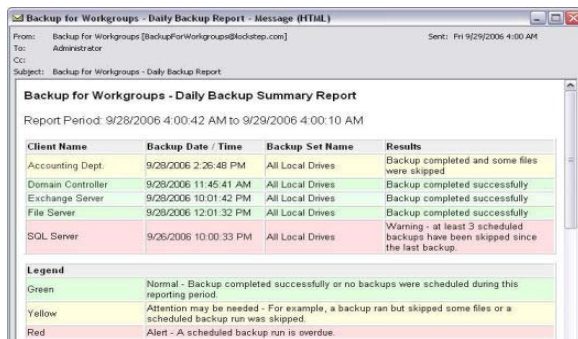 Backup for Workgroups - Daily Backup Report - Message (HTML)
From: Backup for Workgroups [BackupForWorkgroups@lockstep.com] Sent: Fri 9/29/2006 4:00 AM
To: Administrator
Cc:
Subject: Backup for Workgroups - Daily Backup Report
Backup for Workgroups - Daily Backup Summary Report
Report Period: 9/28/2006 4:00:42 AM to 9/29/2006 4:00:10 AM
Client Name Backup Date / Time Backup Set Name Results
Accounting Dept. 9/28/2006 2:26:48 PM All Local Drives Backup completed and some files
were skipped
Domain Controller 9/28/2006 11:45:41 AM All Local Drives Backup completed successfully
Exchange Server 9/28/2006 10:01:42 PM All Local Drives Backup completed successfully
File Server 9/28/2006 12:01:32 PM All Local Drives Backup completed successfully
SQL Server 9/26/2006 10:00:33 PM All Local Drives Warning - at least 3 scheduled
backups have been skipped since
the last backup.
Legend
Green Normal - Backup completed successfully or no backups were scheduled during this
reporting period.
Yellow Attention may be needed - For example, a backup ran but skipped some files or a
scheduled backup run was skipped.
Red Alert - A scheduled backup run is overdue.